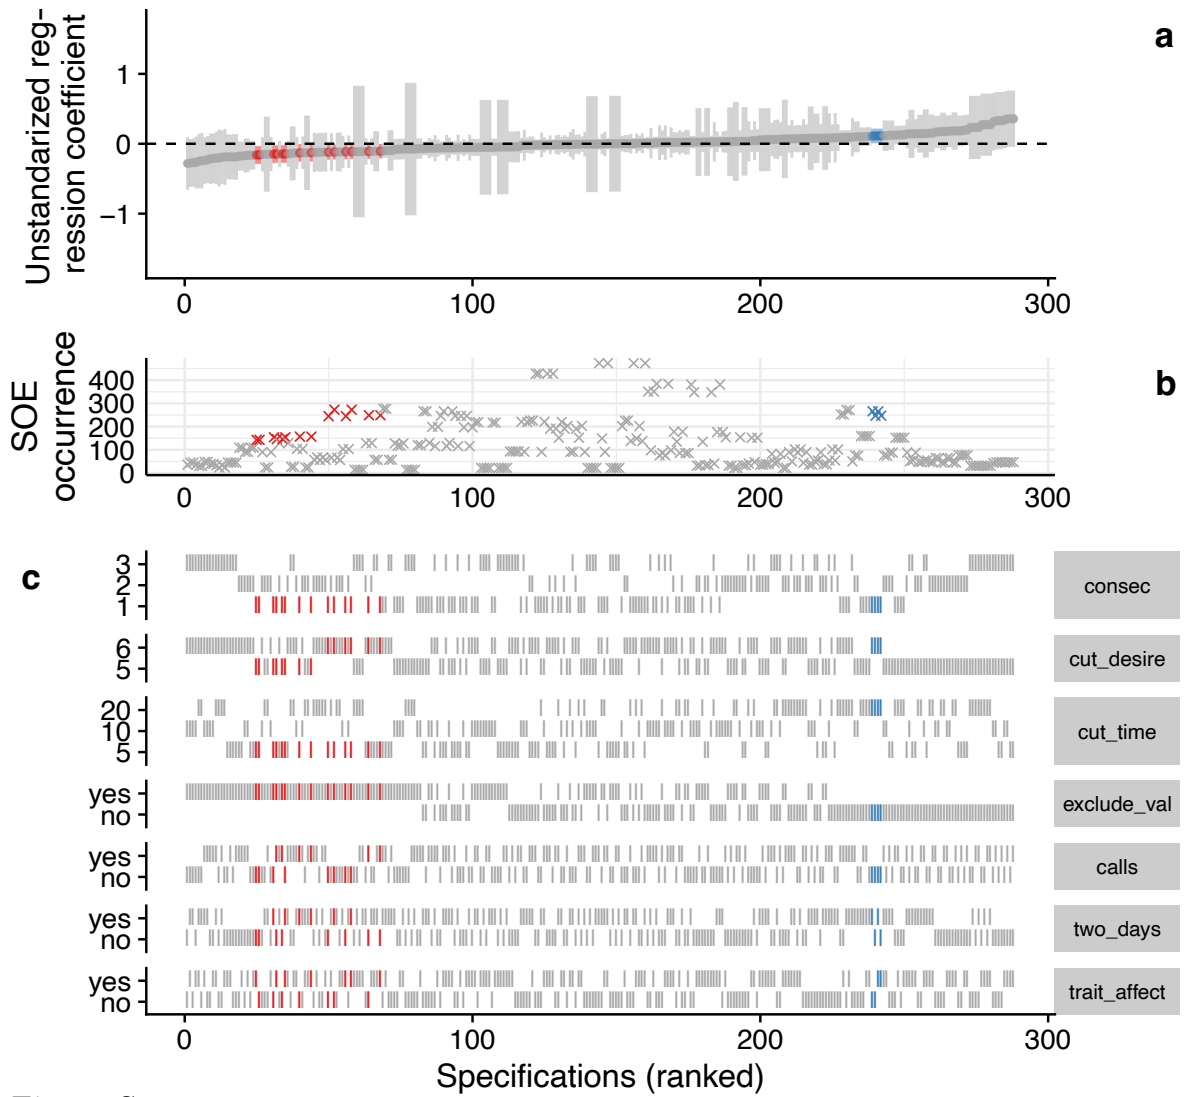 a
Unstandarized reg-
ression coefficient
1
0
−1
0 100 200 300
b
SOE
occurrence
400
300
200
100
0
0 100 200 300
c
3
2
1
consec
6
5
cut_desire
20
10
5
cut_time
yes
no
exclude_val
yes
no
calls
yes
no
two_days
yes
no
trait_affect
0 100 200 300
Specifications (ranked)